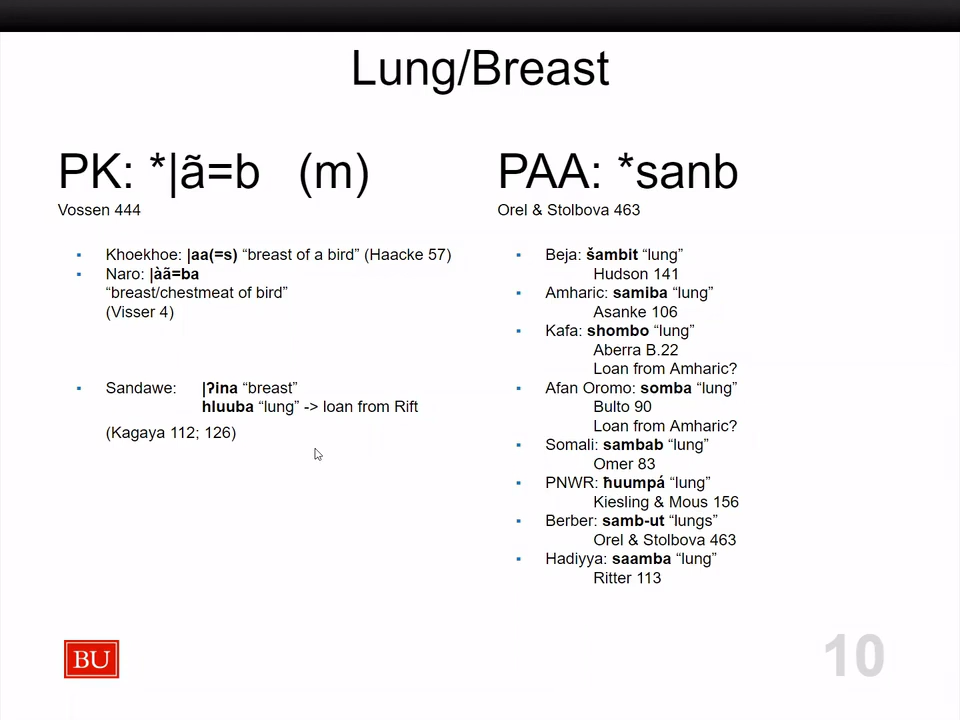 Lung/Breast
PK: *|ã=b (m)
Vossen 444
▪ Khoekhoe: |aa(=s) “breast of a bird” (Haacke 57)
▪ Naro: |àã=ba
“breast/chestmeat of bird”
(Visser 4)
▪ Sandawe: |ʔina “breast”
hluuba “lung” -> loan from Rift
(Kagaya 112; 126)
PAA: *sanb
Orel & Stolbova 463
▪ Beja: šambit “lung”
Hudson 141
▪ Amharic: samiba “lung”
Asanke 106
▪ Kafa: shombo “lung”
Aberra B.22
Loan from Amharic?
▪ Afan Oromo: somba “lung”
Bulto 90
Loan from Amharic?
▪ Somali: sambab “lung”
Omer 83
▪ PNWR: ħuumpá “lung”
Kiesling & Mous 156
▪ Berber: samb-ut “lungs”
Orel & Stolbova 463
▪ Hadiyya: saamba “lung”
Ritter 113
BU
10